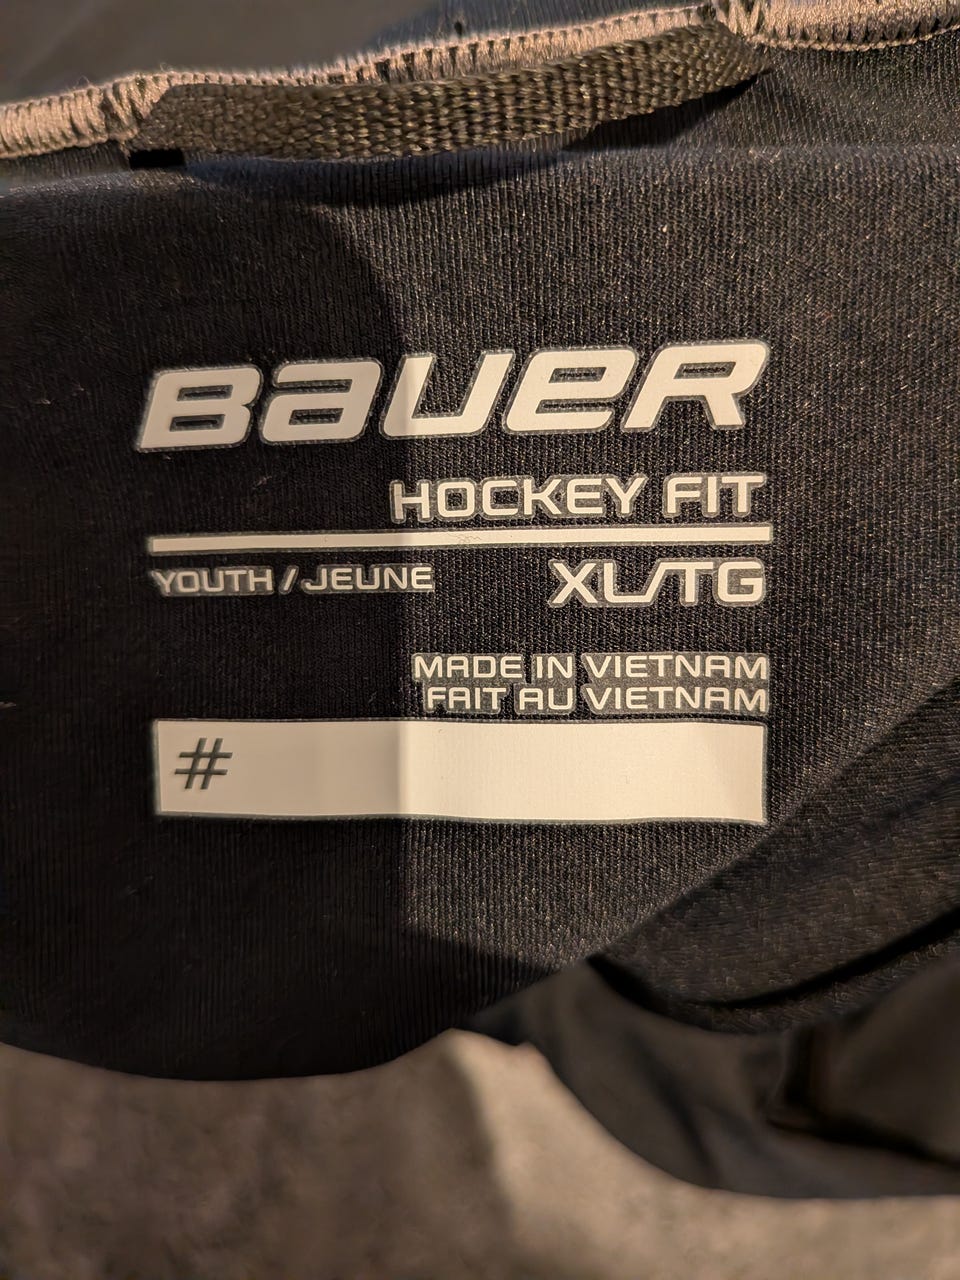 BAUER
HOCKEY FIT
YOUTH / JEUNE XL/TG
MADE IN VIETNAM
FAIT AU VIETNAM
#